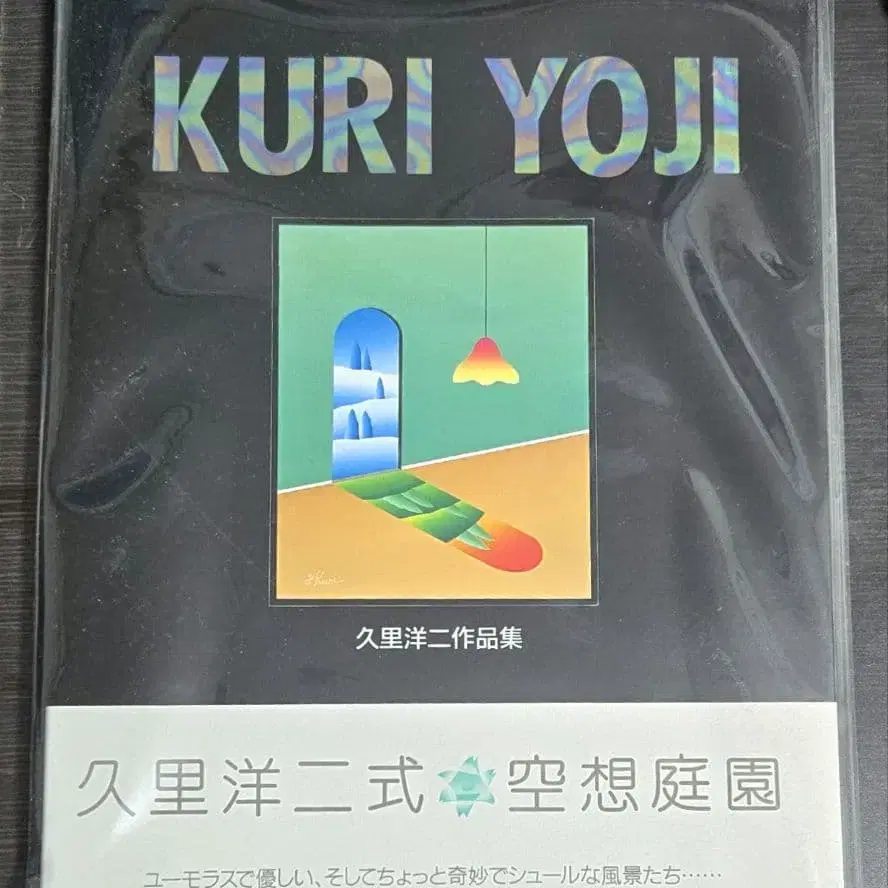 KURI YOJI
久里洋二作品集
久里洋二式 空想庭園
ユーモラスで優しい、そしてちょっと奇妙でシュールな風景たち……